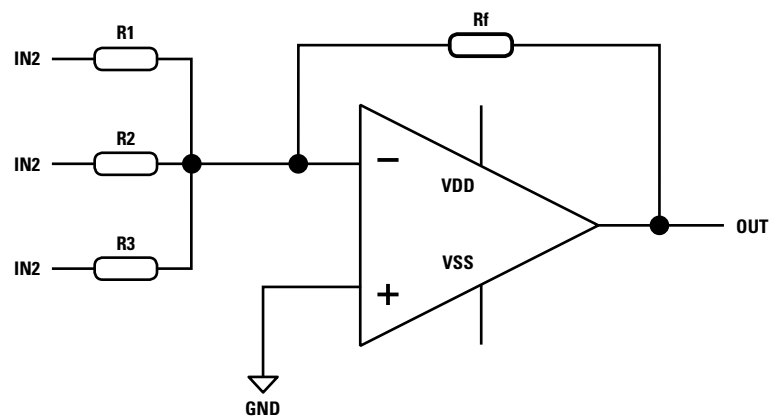 Rf
R1
IN2
R2
IN2
−
VDD
OUT
R3
VSS
IN2
+
GND